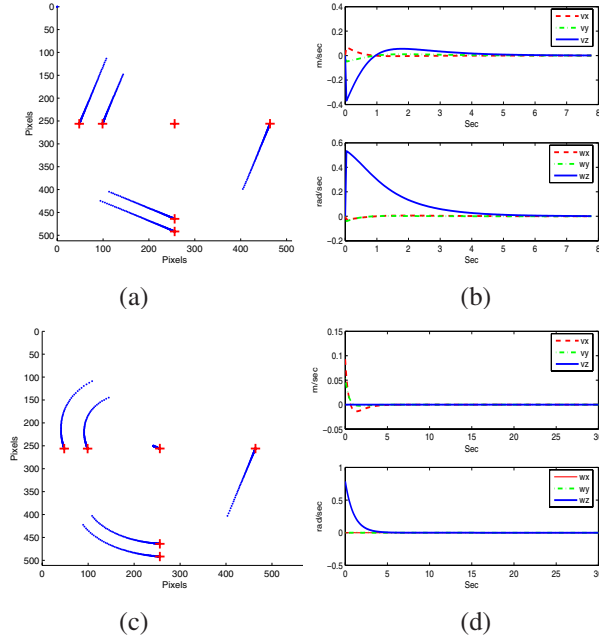 0
50
100
150
200
250
300
350
400
450
500
Pixels
0 100 200 300 400 500
Pixels
(a)
0.4
0.2
0
-0.2
-0.4
m/sec
vx
vy
vz
0 1 2 3 4 5 6 7 8
Sec
0.6
0.4
0.2
0
-0.2
rad/sec
wx
wy
wz
0 1 2 3 4 5 6 7 8
Sec
(b)
0
50
100
150
200
250
300
350
400
450
500
Pixels
0 100 200 300 400 500
Pixels
(c)
0.15
0.1
0.05
0
-0.05
m/sec
vx
vy
vz
0 5 10 15 20 25 30
Sec
1
0.5
0
-0.5
rad/sec
wx
wy
wz
0 5 10 15 20 25 30
Sec
(d)